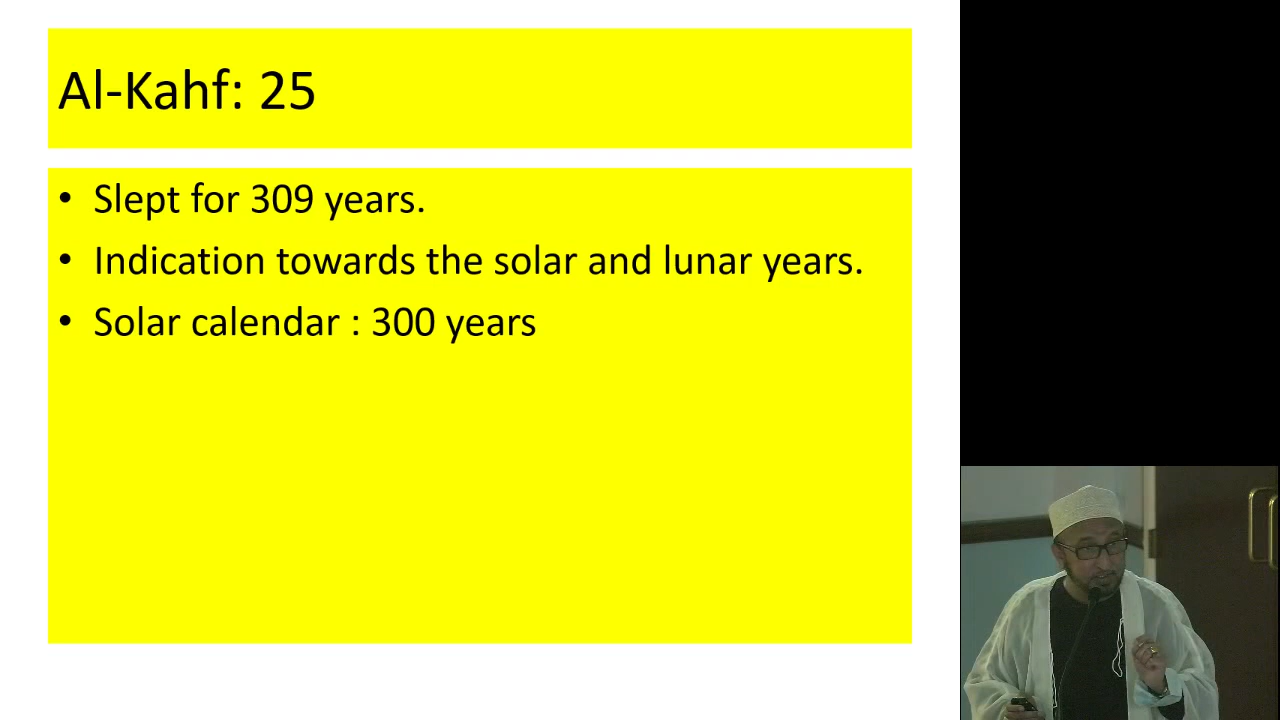 Al-Kahf: 25
• Slept for 309 years.
• Indication towards the solar and lunar years.
• Solar calendar : 300 years